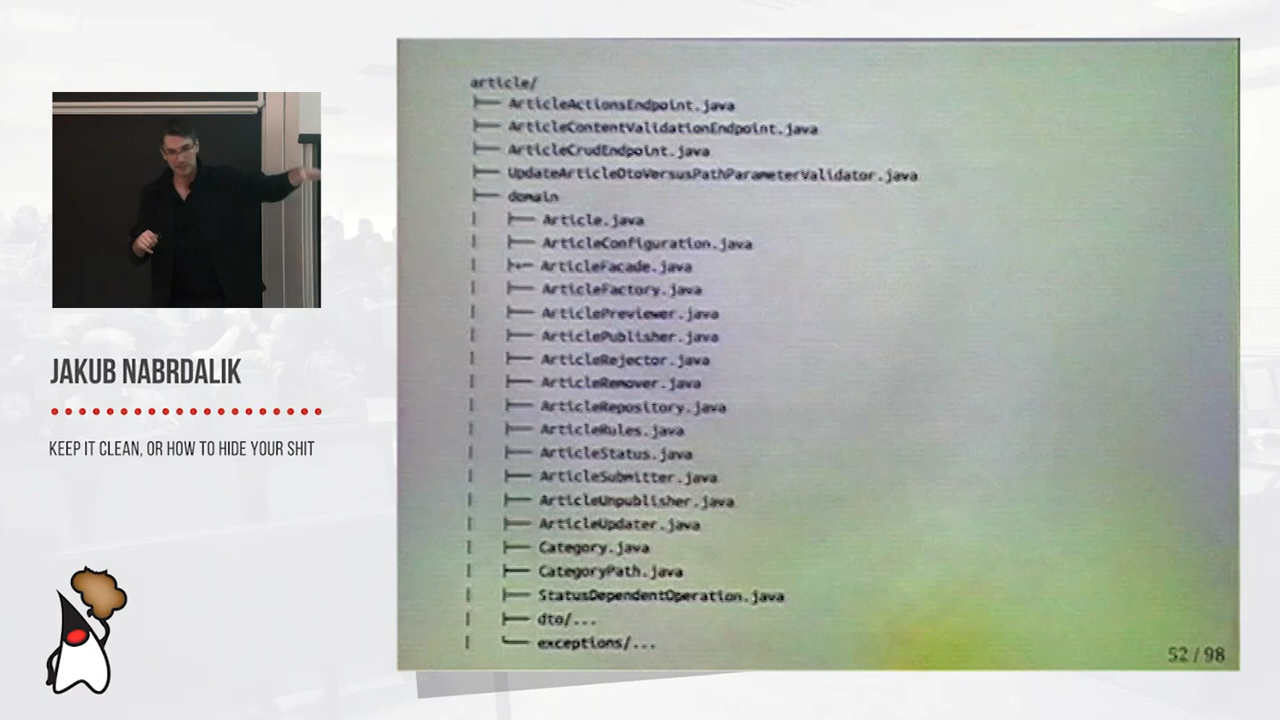 JAKUB NABRDALIK
KEEP IT CLEAN, OR HOW TO HIDE YOUR SHIT
article/
├── ArticleActionsEndpoint.java
├── ArticleContentValidationEndpoint.java
├── ArticleCrudEndpoint.java
├── UpdateArticleDtoVersusPathParameterValidator.java
├── domain
|   ├── Article.java
|   ├── ArticleConfiguration.java
|   ├── ArticleFacade.java
|   ├── ArticleFactory.java
|   ├── ArticlePreviewer.java
|   ├── ArticlePublisher.java
|   ├── ArticleRejector.java
|   ├── ArticleRemover.java
|   ├── ArticleRepository.java
|   ├── ArticleRules.java
|   ├── ArticleStatus.java
|   ├── ArticleSubmitter.java
|   ├── ArticleUnpublisher.java
|   ├── ArticleUpdater.java
|   ├── Category.java
|   ├── CategoryPath.java
|   ├── StatusDependentOperation.java
|   ├── dto/...
|   └── exceptions/...
52 / 98